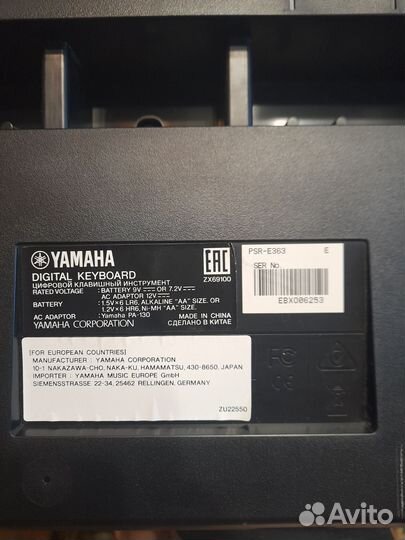 YAMAHA
DIGITAL KEYBOARD
ЦИФРОВОЙ КЛАВИШНЫЙ ИНСТРУМЕНТ
RATED VOLTAGE : BATTERY 9V ⎓ OR 7.2V ⎓
AC ADAPTOR 12V ⎓
BATTERY : 1.5V×6 LR6, ALKALINE "AA" SIZE, OR
1.2V×6 HR6, Ni-MH "AA" SIZE
AC ADAPTOR : Yamaha PA-130
YAMAHA CORPORATION
EAC
ZX69100
MADE IN CHINA
СДЕЛАНО В КИТАЕ
PSR-E363 E
SER No.
EBX006253
[FOR EUROPEAN COUNTRIES]
MANUFACTURER : YAMAHA CORPORATION
10-1 NAKAZAWA-CHO, NAKA-KU, HAMAMATSU, 430-8650, JAPAN
IMPORTER : YAMAHA MUSIC EUROPE GmbH
SIEMENSSTRASSE 22-34, 25462 RELLINGEN, GERMANY
ZU22550
FC
CE
Avito